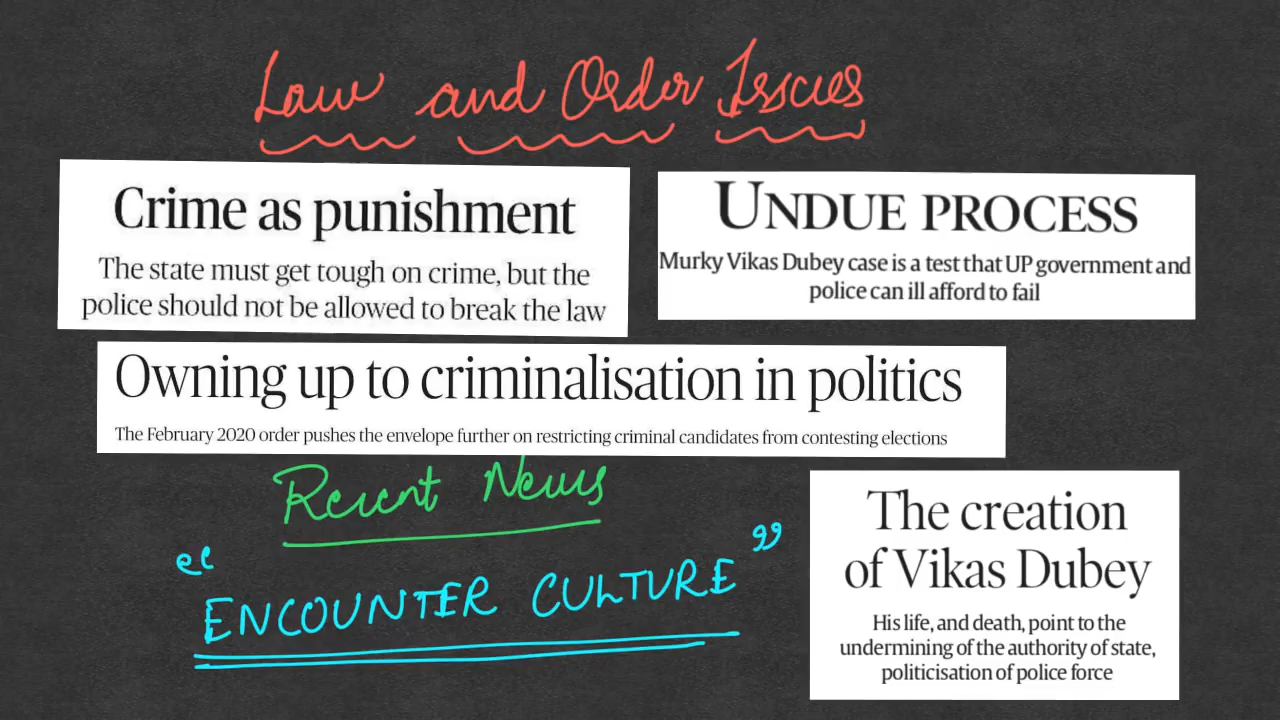 Law and Order Issues
Crime as punishment
The state must get tough on crime, but the
police should not be allowed to break the law
UNDUE PROCESS
Murky Vikas Dubey case is a test that UP government and
police can ill afford to fail
Owning up to criminalisation in politics
The February 2020 order pushes the envelope further on restricting criminal candidates from contesting elections
Recent News
“ENCOUNTER CULTURE”
The creation
of Vikas Dubey
His life, and death, point to the
undermining of the authority of state,
politicisation of police force